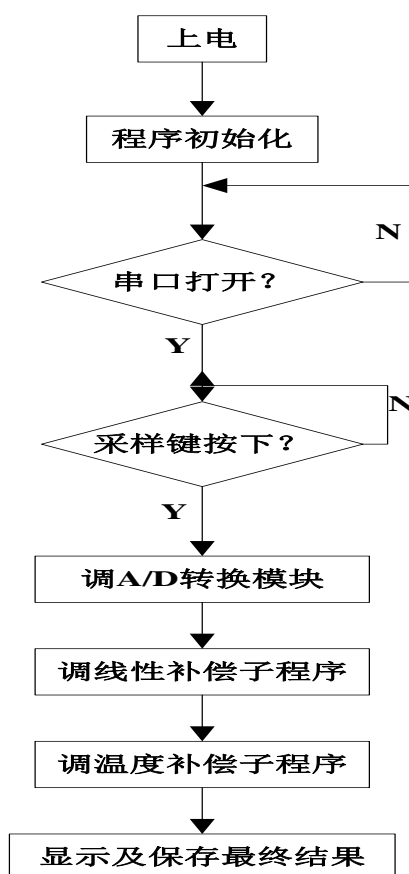 上电
程序初始化
N
串口打开？
Y
N
采样键按下？
Y
调A/D转换模块
调线性补偿子程序
调温度补偿子程序
显示及保存最终结果